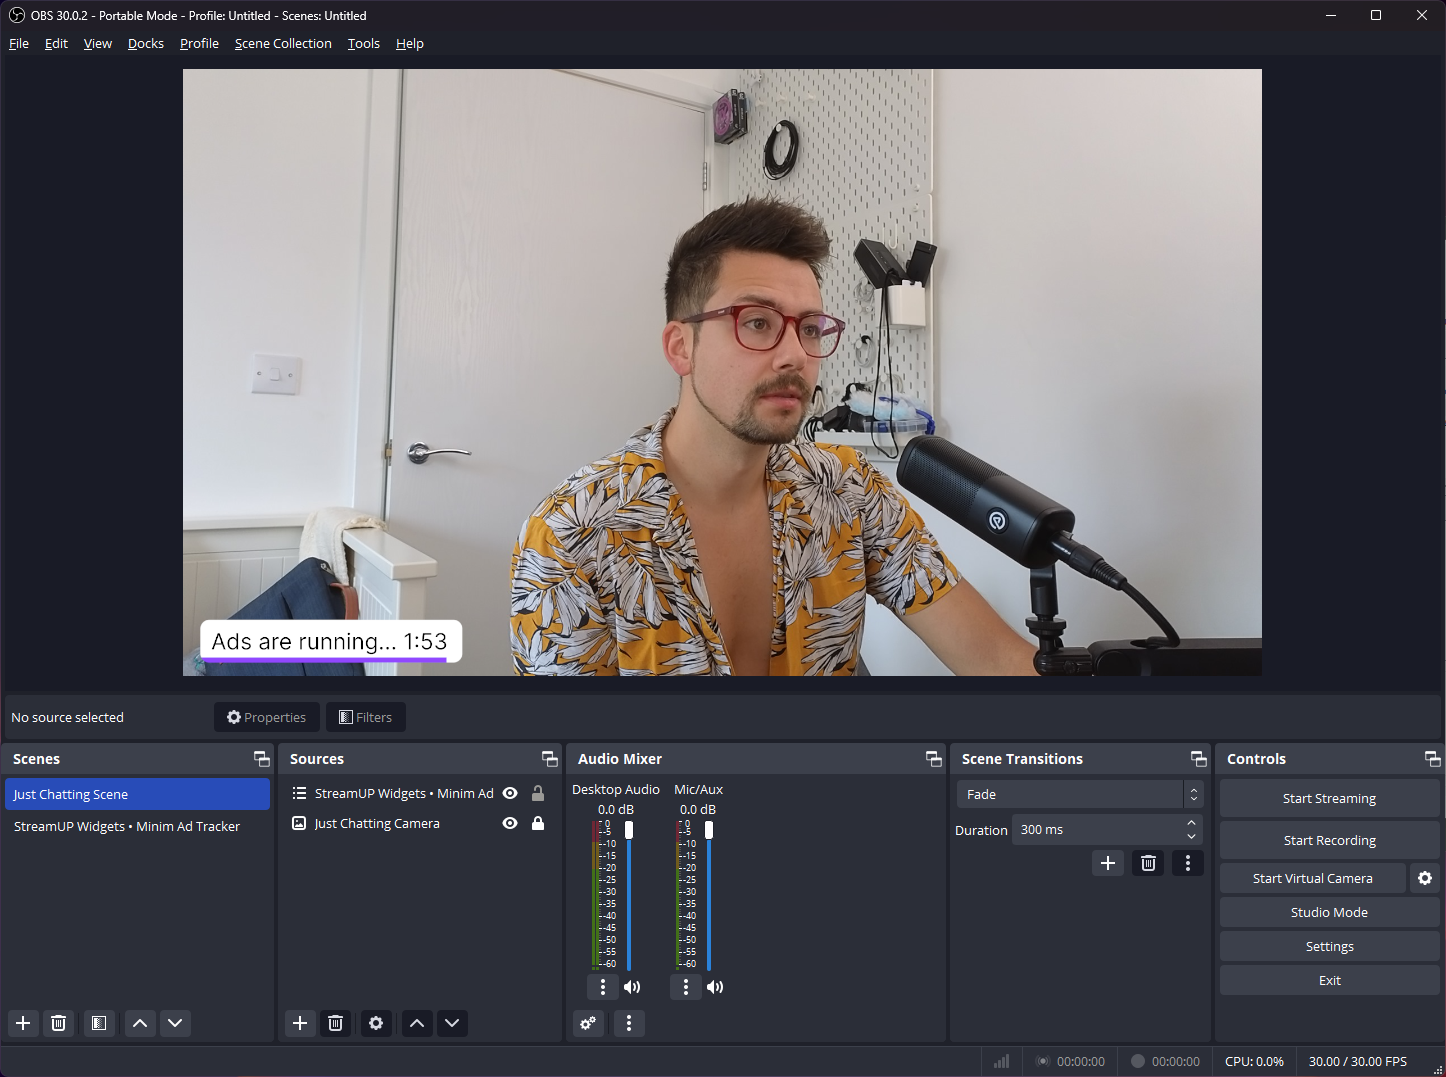 OBS 30.0.2 - Portable Mode - Profile: Untitled - Scenes: Untitled
File Edit View Docks Profile Scene Collection Tools Help
Ads are running... 1:53
No source selected
Properties
Filters
Scenes
Just Chatting Scene
StreamUP Widgets • Minim Ad Tracker
Sources
StreamUP Widgets • Minim Ad
Just Chatting Camera
Audio Mixer
Desktop Audio
0.0 dB
0
-5
-10
-15
-20
-25
-30
-35
-40
-45
-50
-55
-60
Mic/Aux
0.0 dB
0
-5
-10
-15
-20
-25
-30
-35
-40
-45
-50
-55
-60
Scene Transitions
Fade
Duration 300 ms
Controls
Start Streaming
Start Recording
Start Virtual Camera
Studio Mode
Settings
Exit
00:00:00
00:00:00
CPU: 0.0%
30.00 / 30.00 FPS